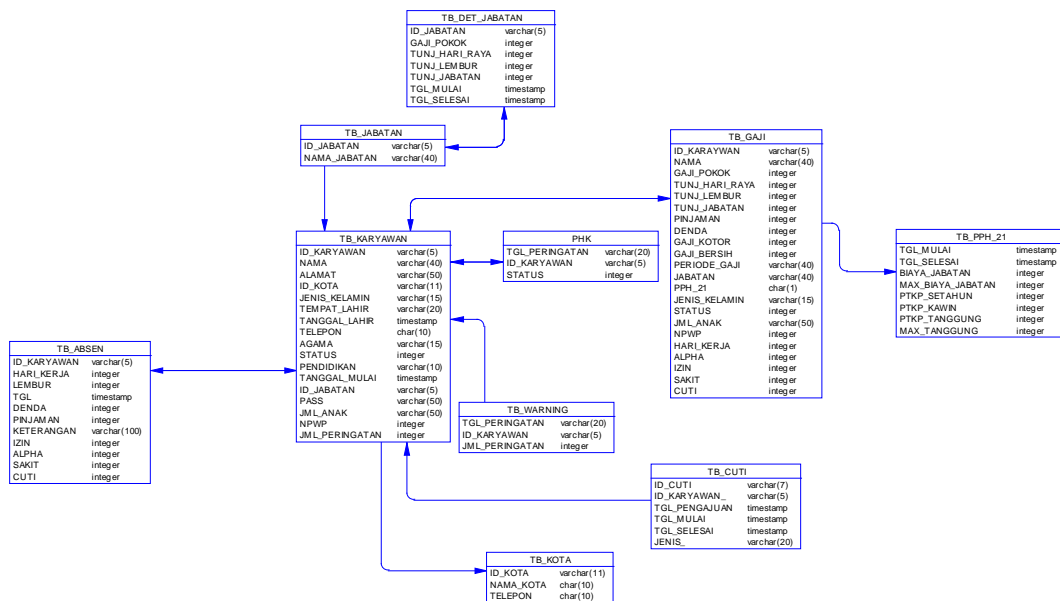 TB_DET_JABATAN
ID_JABATAN varchar(5)
GAJI_POKOK integer
TUNJ_HARI_RAYA integer
TUNJ_LEMBUR integer
TUNJ_JABATAN integer
TGL_MULAI timestamp
TGL_SELESAI timestamp
TB_JABATAN
ID_JABATAN varchar(5)
NAMA_JABATAN varchar(40)
TB_GAJI
ID_KARAYWAN varchar(5)
NAMA varchar(40)
GAJI_POKOK integer
TUNJ_HARI_RAYA integer
TUNJ_LEMBUR integer
TUNJ_JABATAN integer
PINJAMAN integer
DENDA integer
GAJI_KOTOR integer
GAJI_BERSIH integer
PERIODE_GAJI varchar(40)
JABATAN varchar(40)
PPH_21 char(1)
JENIS_KELAMIN varchar(15)
STATUS integer
JML_ANAK varchar(50)
NPWP integer
HARI_KERJA integer
ALPHA integer
IZIN integer
SAKIT integer
CUTI integer
TB_PPH_21
TGL_MULAI timestamp
TGL_SELESAI timestamp
BIAYA_JABATAN integer
MAX_BIAYA_JABATAN integer
PTKP_SETAHUN integer
PTKP_KAWIN integer
PTKP_TANGGUNG integer
MAX_TANGGUNG integer
TB_KARYAWAN
ID_KARYAWAN varchar(5)
NAMA varchar(40)
ALAMAT varchar(50)
ID_KOTA varchar(11)
JENIS_KELAMIN varchar(15)
TEMPAT_LAHIR varchar(20)
TANGGAL_LAHIR timestamp
TELEPON char(10)
AGAMA varchar(15)
STATUS integer
PENDIDIKAN varchar(10)
TANGGAL_MULAI timestamp
ID_JABATAN varchar(5)
PASS varchar(50)
JML_ANAK varchar(50)
NPWP integer
JML_PERINGATAN integer
PHK
TGL_PERINGATAN varchar(20)
ID_KARYAWAN varchar(5)
STATUS integer
TB_ABSEN
ID_KARYAWAN varchar(5)
HARI_KERJA integer
LEMBUR integer
TGL timestamp
DENDA integer
PINJAMAN integer
KETERANGAN varchar(100)
IZIN integer
ALPHA integer
SAKIT integer
CUTI integer
TB_WARNING
TGL_PERINGATAN varchar(20)
ID_KARYAWAN varchar(5)
JML_PERINGATAN integer
TB_CUTI
ID_CUTI varchar(7)
ID_KARYAWAN_ varchar(5)
TGL_PENGAJUAN timestamp
TGL_MULAI timestamp
TGL_SELESAI timestamp
JENIS_ varchar(20)
TB_KOTA
ID_KOTA varchar(11)
NAMA_KOTA char(10)
TELEPON char(10)